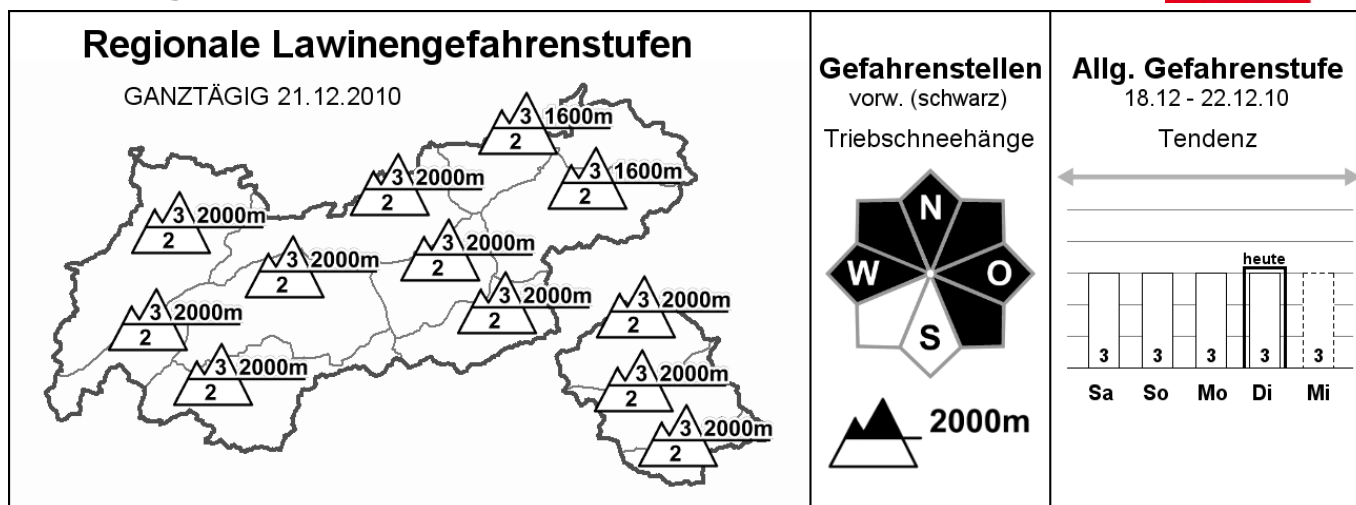 Regionale Lawinengefahrenstufen
GANZTÄGIG 21.12.2010
3 1600m
2
3 1600m
2
3 2000m
2
3 2000m
2
3 2000m
2
3 2000m
2
3 2000m
2
3 2000m
2
3 2000m
2
3 2000m
2
3 2000m
2
3 2000m
2
Gefahrenstellen
vorw. (schwarz)
Triebschneehänge
N
W O
S
2000m
Allg. Gefahrenstufe
18.12 - 22.12.10
Tendenz
heute
3 3 3 3 3
Sa So Mo Di Mi